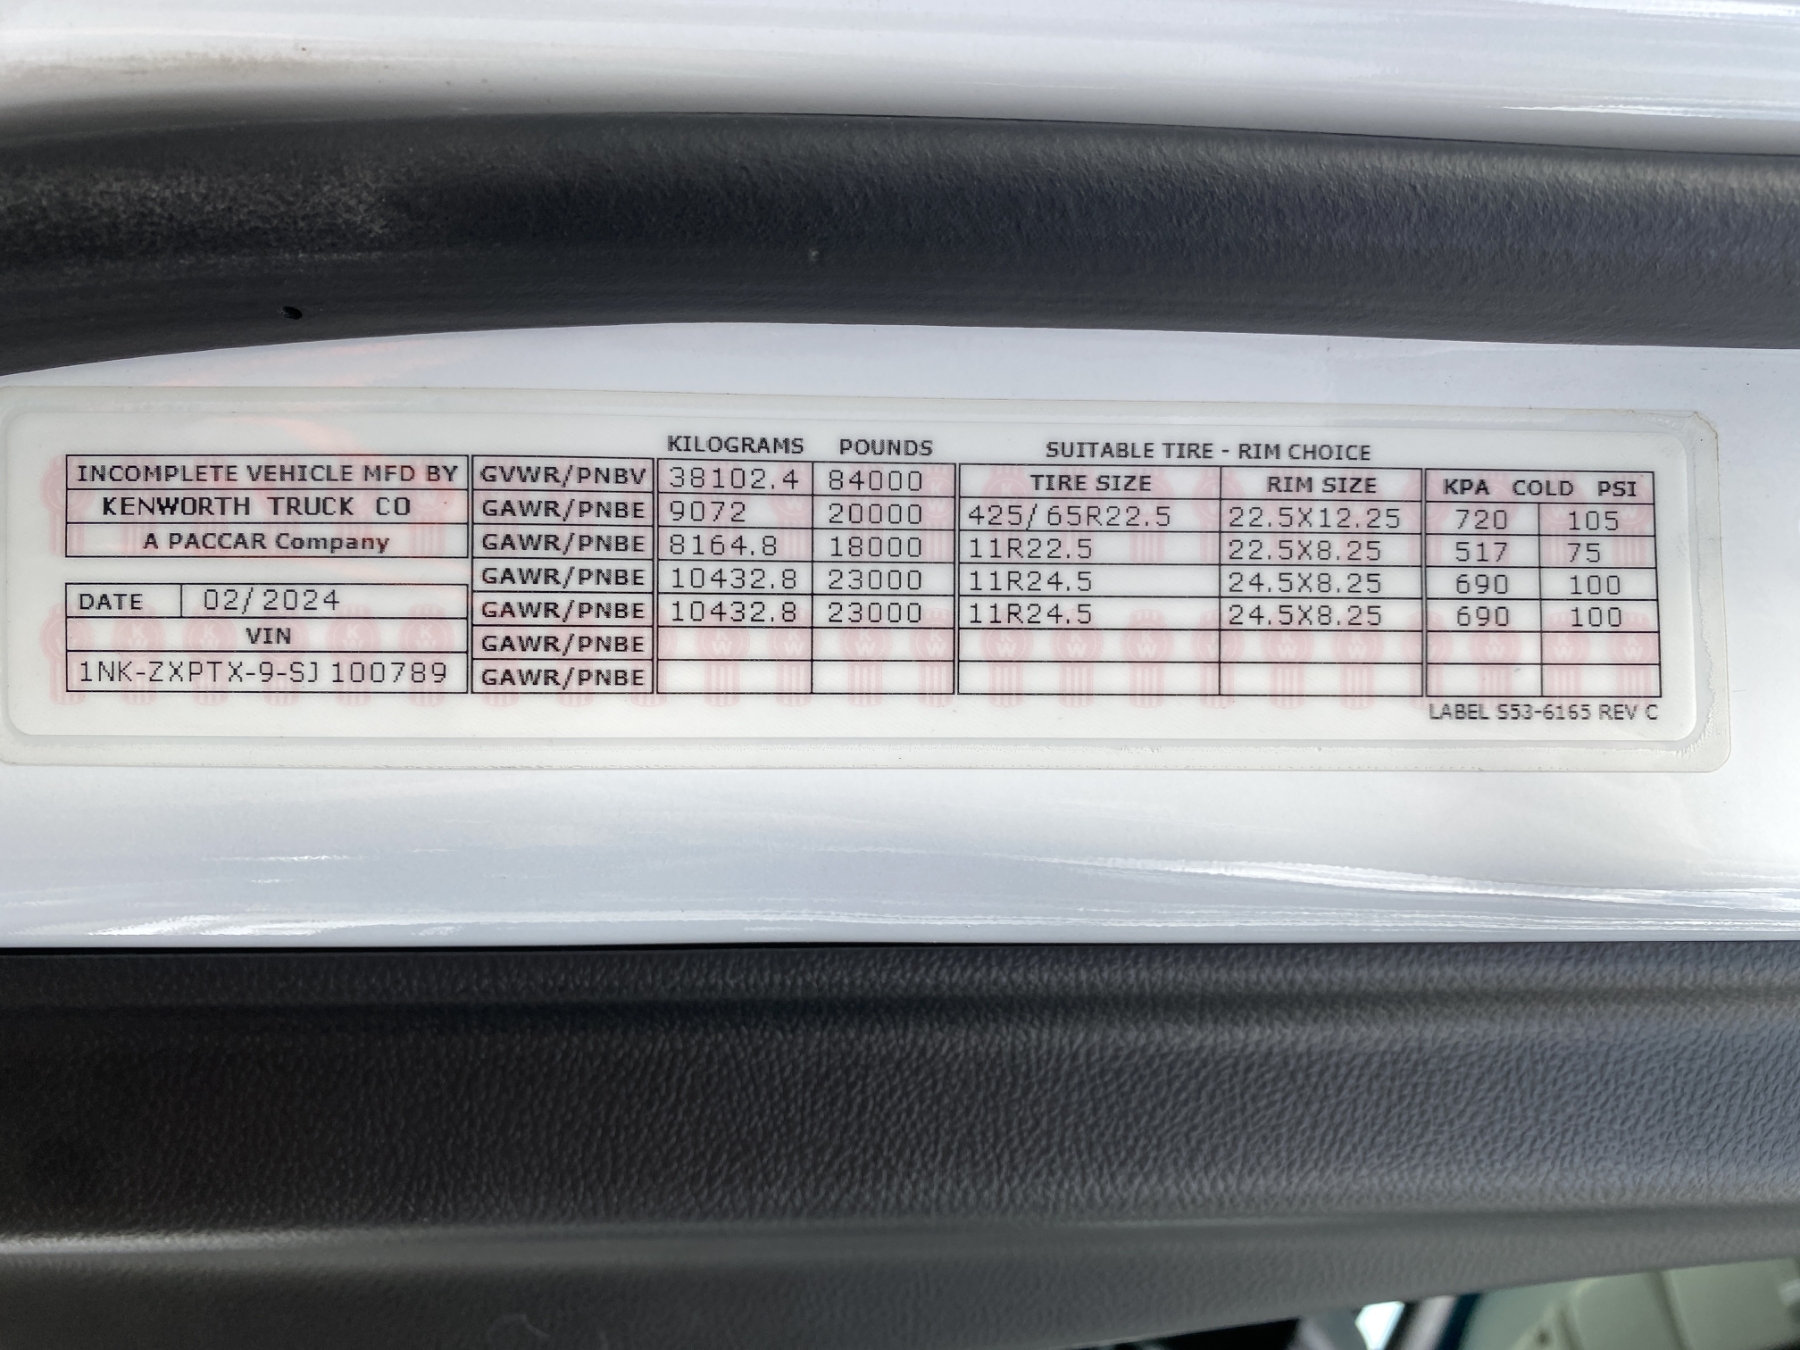 KILOGRAMS POUNDS SUITABLE TIRE - RIM CHOICE
INCOMPLETE VEHICLE MFD BY GVWR/PNBV 38102.4 84000 TIRE SIZE RIM SIZE KPA COLD PSI
KENWORTH TRUCK CO GAWR/PNBE 9072 20000 425/65R22.5 22.5X12.25 720 105
A PACCAR Company GAWR/PNBE 8164.8 18000 11R22.5 22.5X8.25 517 75
GAWR/PNBE 10432.8 23000 11R24.5 24.5X8.25 690 100
DATE 02/2024 GAWR/PNBE 10432.8 23000 11R24.5 24.5X8.25 690 100
VIN GAWR/PNBE
1NK-ZXPTX-9-SJ 100789 GAWR/PNBE
LABEL S53-6165 REV C